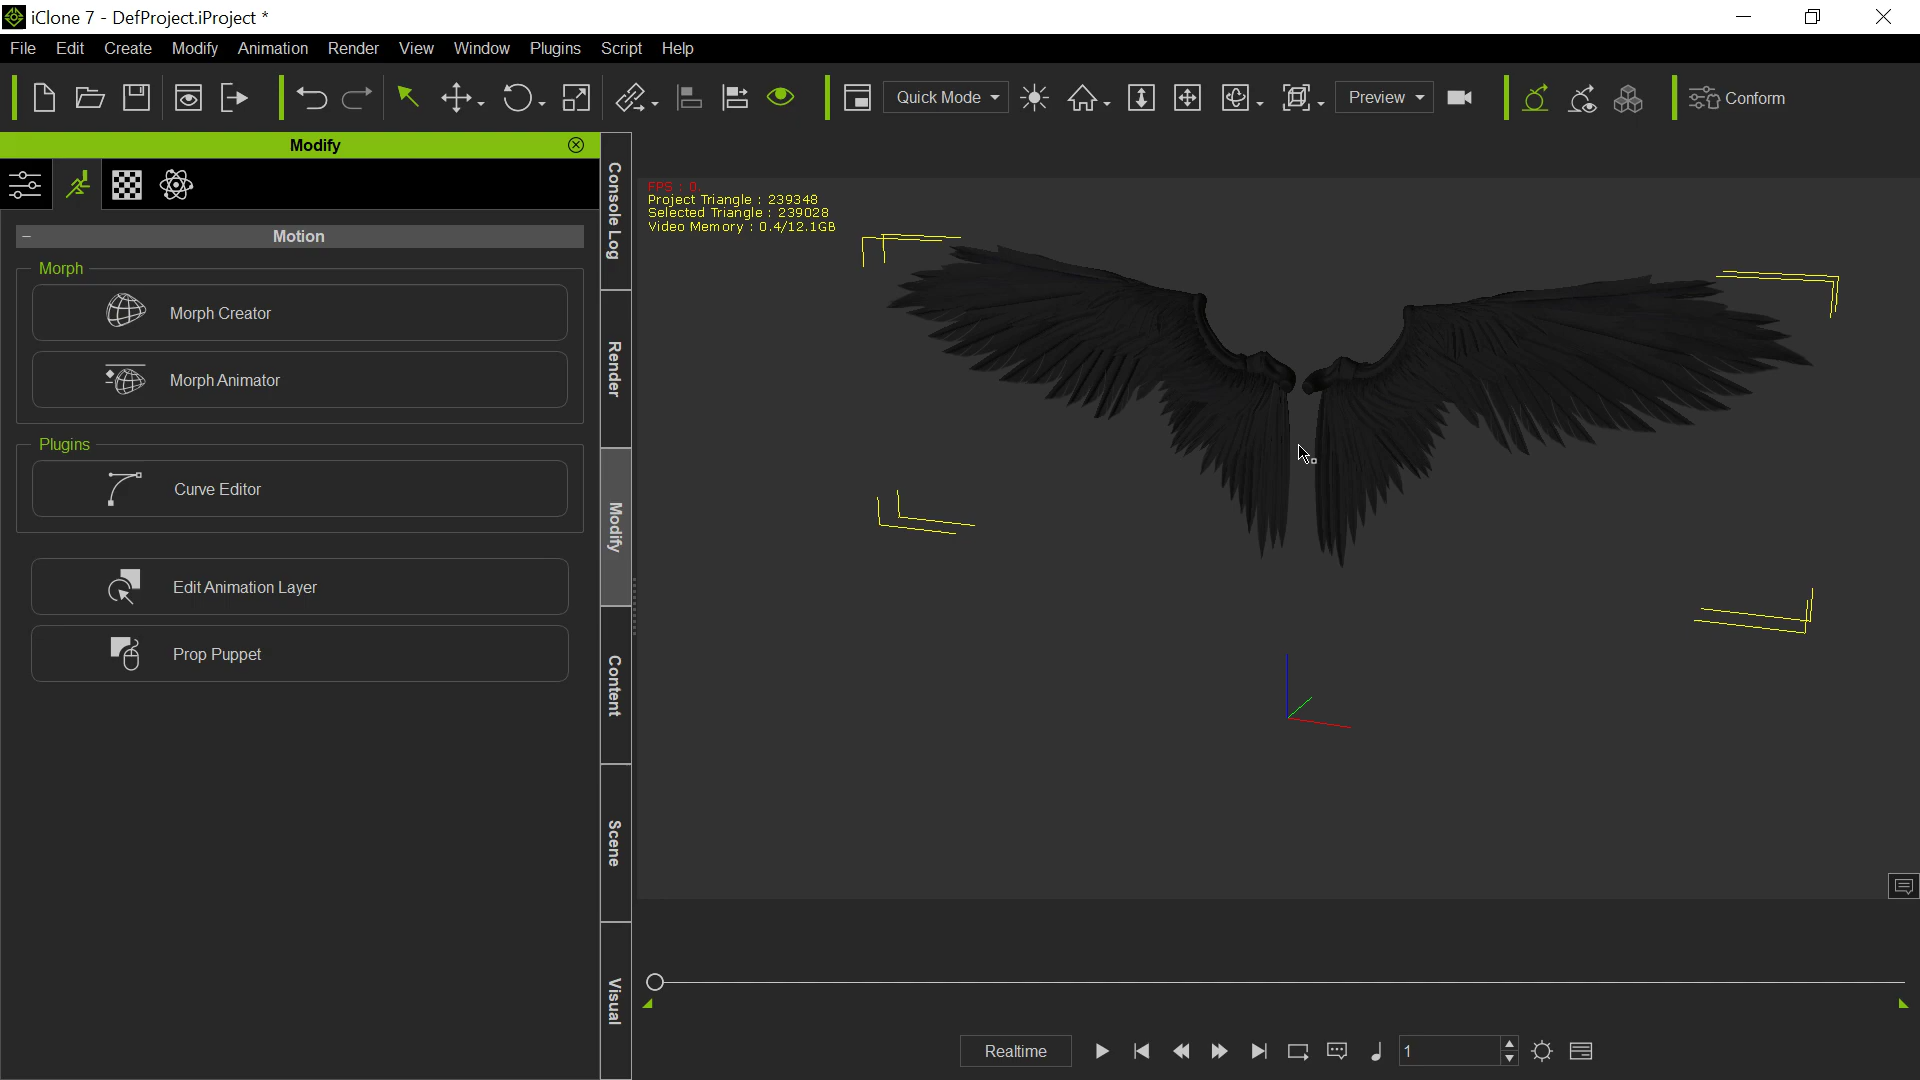 iClone 7 - DefProject.iProject *
File Edit Create Modify Animation Render View Window Plugins Script Help
Quick Mode Preview Conform
Modify
Motion
Morph
Morph Creator
Morph Animator
Plugins
Curve Editor
Edit Animation Layer
Prop Puppet
Console Log
Render
Modify
Content
Scene
Visual
FPS : 0.
Project Triangle : 239348
Selected Triangle : 239028
Video Memory : 0.4/12.1GB
Realtime 1